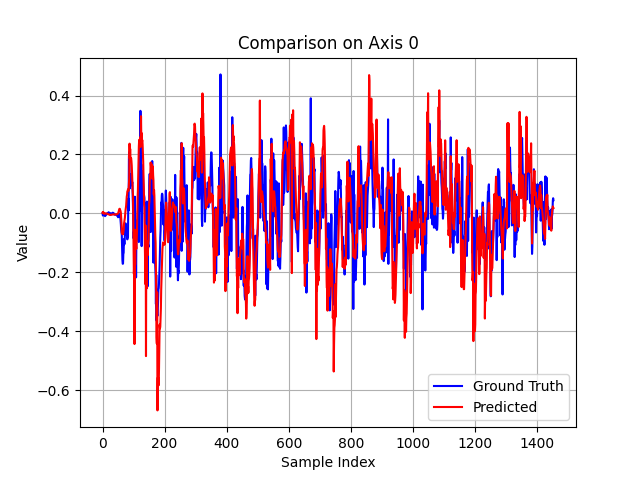 Comparison on Axis 0
Value
0.4
0.2
0.0
−0.2
−0.4
−0.6
0 200 400 600 800 1000 1200 1400
Sample Index
Ground Truth
Predicted